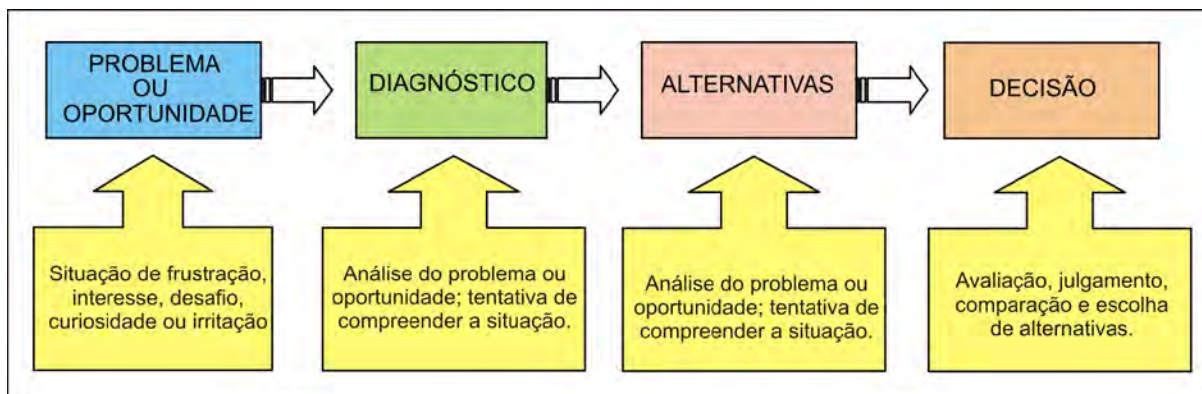 PROBLEMA
OU
OPORTUNIDADE
DIAGNÓSTICO
ALTERNATIVAS
DECISÃO
Situação de frustração,
interesse, desafio,
curiosidade ou irritação
Análise do problema ou
oportunidade; tentativa de
compreender a situação.
Análise do problema ou
oportunidade; tentativa de
compreender a situação.
Avaliação, julgamento,
comparação e escolha
de alternativas.